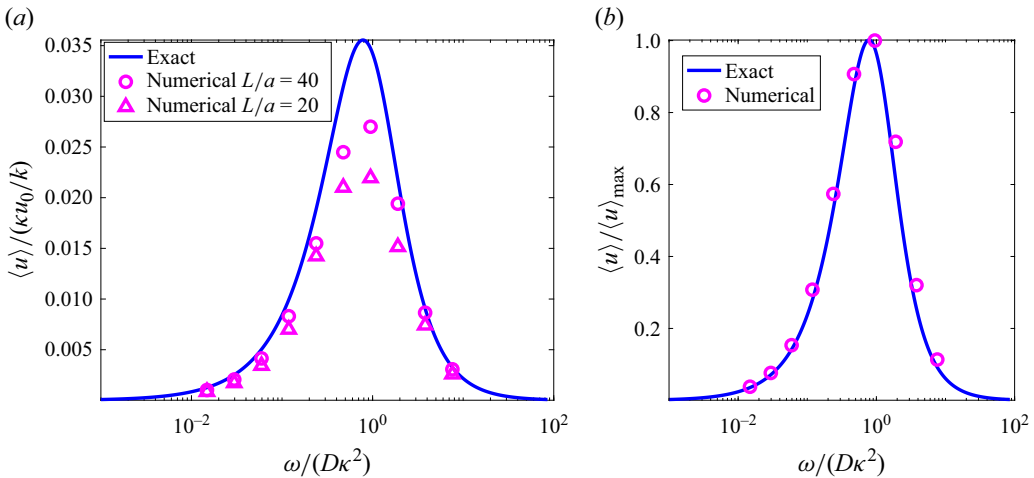 (a)
0.035
0.030
0.025
0.020
0.015
0.010
0.005
⟨u⟩/(κu₀/k)
Exact
Numerical L/a = 40
Numerical L/a = 20
10⁻² 10⁰ 10²
ω/(Dκ²)
(b)
1.0
0.8
0.6
0.4
0.2
⟨u⟩/⟨u⟩max
Exact
Numerical
10⁻² 10⁰ 10²
ω/(Dκ²)